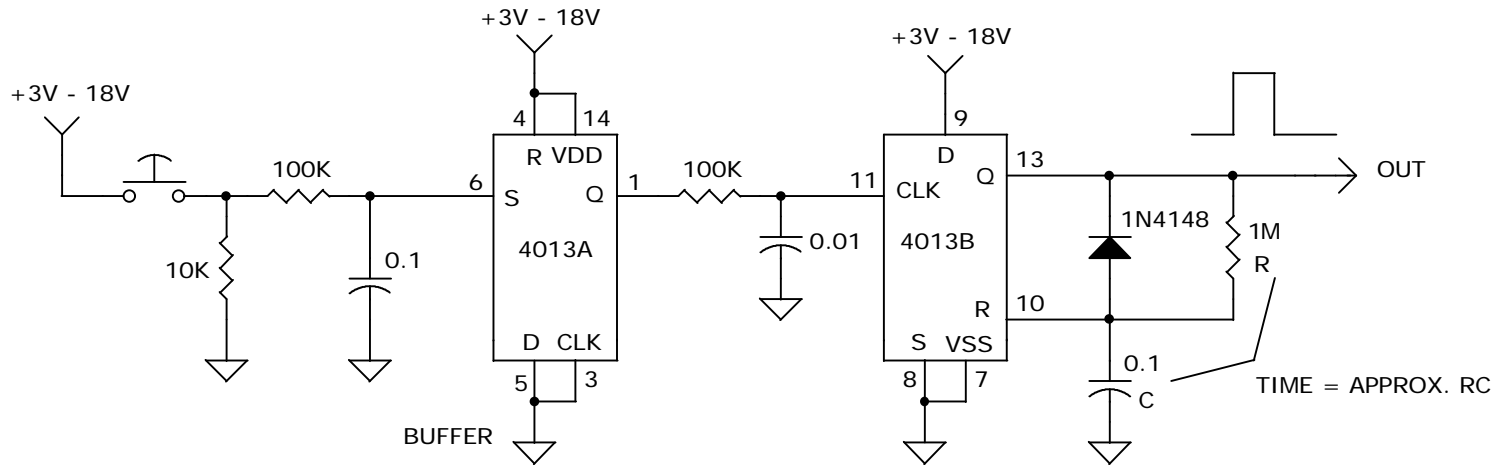 +3V - 18V
+3V - 18V
+3V - 18V
4 14
9
R VDD
D
100K
100K
13
6 S
Q 1
11 CLK
Q
OUT
1N4148
4013A
0.01
4013B
1M
10K
0.1
R
R 10
D CLK
S VSS
5 3
8 7
0.1
C
TIME = APPROX. RC
BUFFER